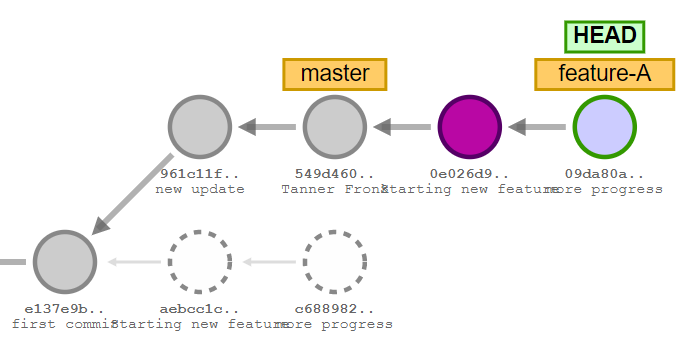 HEAD
master
feature-A
961c11f..
new update
549d460..
Tanner Fron
0e026d9..
Starting new feature
09da80a..
more progress
e137e9b..
first commit
aebcc1c..
Starting new feature
c688982..
more progress